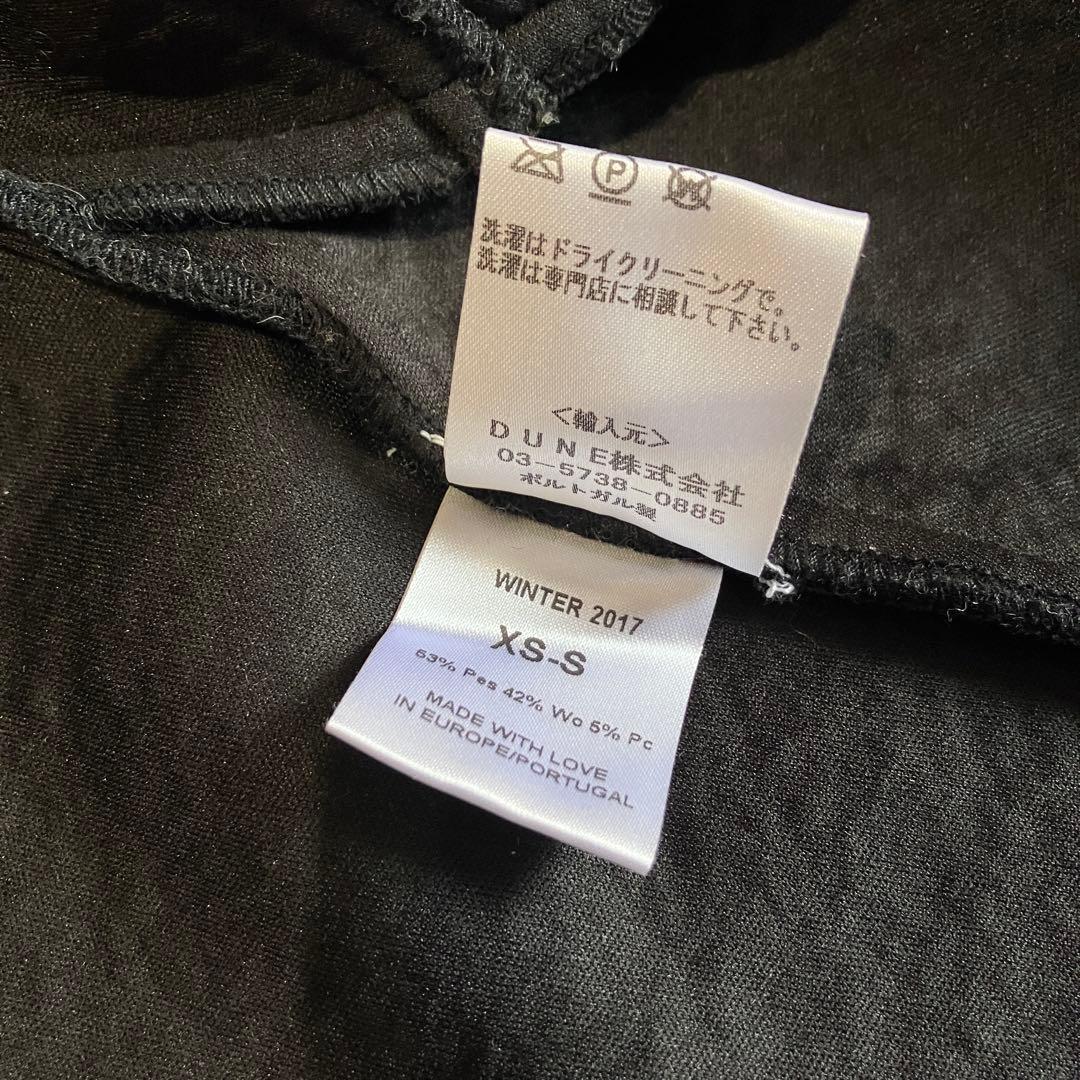 P
W
洗濯はドライクリーニングで。
洗濯は専門店に相談して下さい。
<輸入元>
DUNE株式会社
03-5738-0885
ポルトガル製
WINTER 2017
XS-S
53% Pes 42% Wo 5% Pc
MADE WITH LOVE
IN EUROPE/PORTUGAL